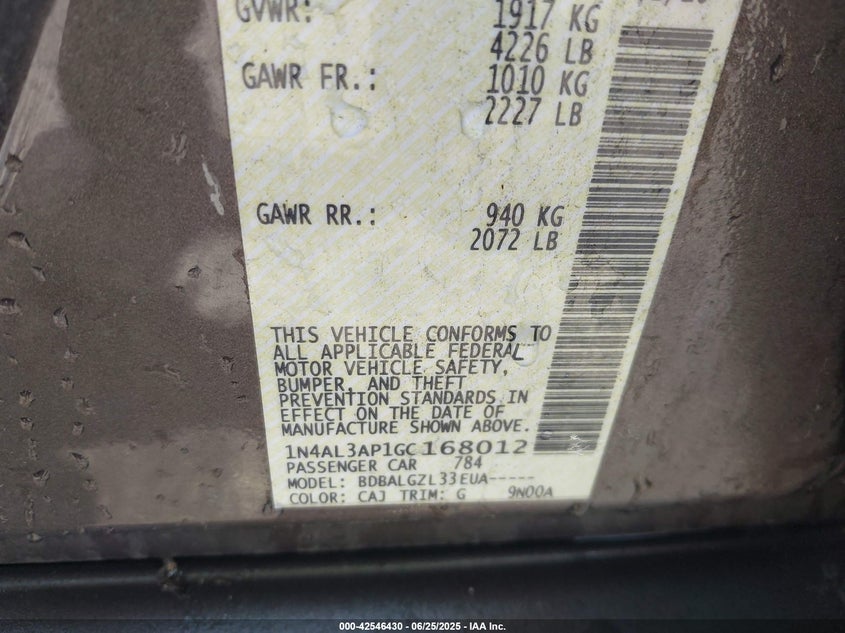 GVWR: 1917 KG
4226 LB
GAWR FR.: 1010 KG
2227 LB
GAWR RR.: 940 KG
2072 LB
THIS VEHICLE CONFORMS TO
ALL APPLICABLE FEDERAL
MOTOR VEHICLE SAFETY,
BUMPER, AND THEFT
PREVENTION STANDARDS IN
EFFECT ON THE DATE OF
MANUFACTURE SHOWN ABOVE.
1N4AL3AP1GC168012
PASSENGER CAR 784
MODEL: BDBALGZL33EUA-----
COLOR: CAJ TRIM: G 9N00A
000-42546430 - 06/25/2025 - IAA Inc.